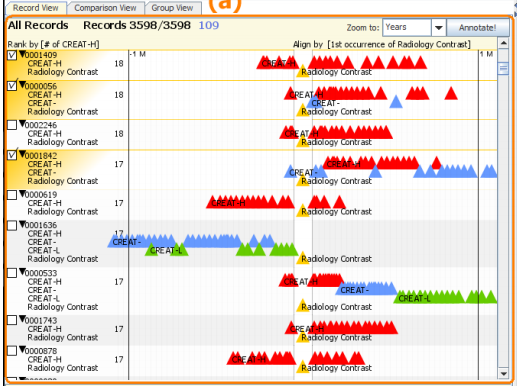 Record View Comparison View Group View (a)
All Records Records 3598/3598 109 Zoom to: Years Annotate!
Rank by [# of CREAT-H] Align by [1st occurrence of Radiology Contrast]
-1 M 1 M
0001409
CREAT-H 18 CREAT-H
Radiology Contrast Radiology Contrast
0000056
CREAT-H 18 CREAT-H
CREAT- CREAT-
Radiology Contrast Radiology Contrast
0002246
CREAT-H 18 CREAT-H
Radiology Contrast Radiology Contrast
0001842
CREAT-H 17 CREAT-H
CREAT- CREAT-
Radiology Contrast Radiology Contrast
0000619
CREAT-H 17 CREAT-H
Radiology Contrast Radiology Contrast
0001636
CREAT-H 17
CREAT- CREAT-
CREAT-L CREAT-L
Radiology Contrast Radiology Contrast
0000533
CREAT-H 17 CREAT-H
CREAT- CREAT-
CREAT-L CREAT-L
Radiology Contrast Radiology Contrast
0001743
CREAT-H 17 CREAT-H
Radiology Contrast Radiology Contrast
0000878
CREAT-H 17 CREAT-H
Radiology Contrast Radiology Contrast